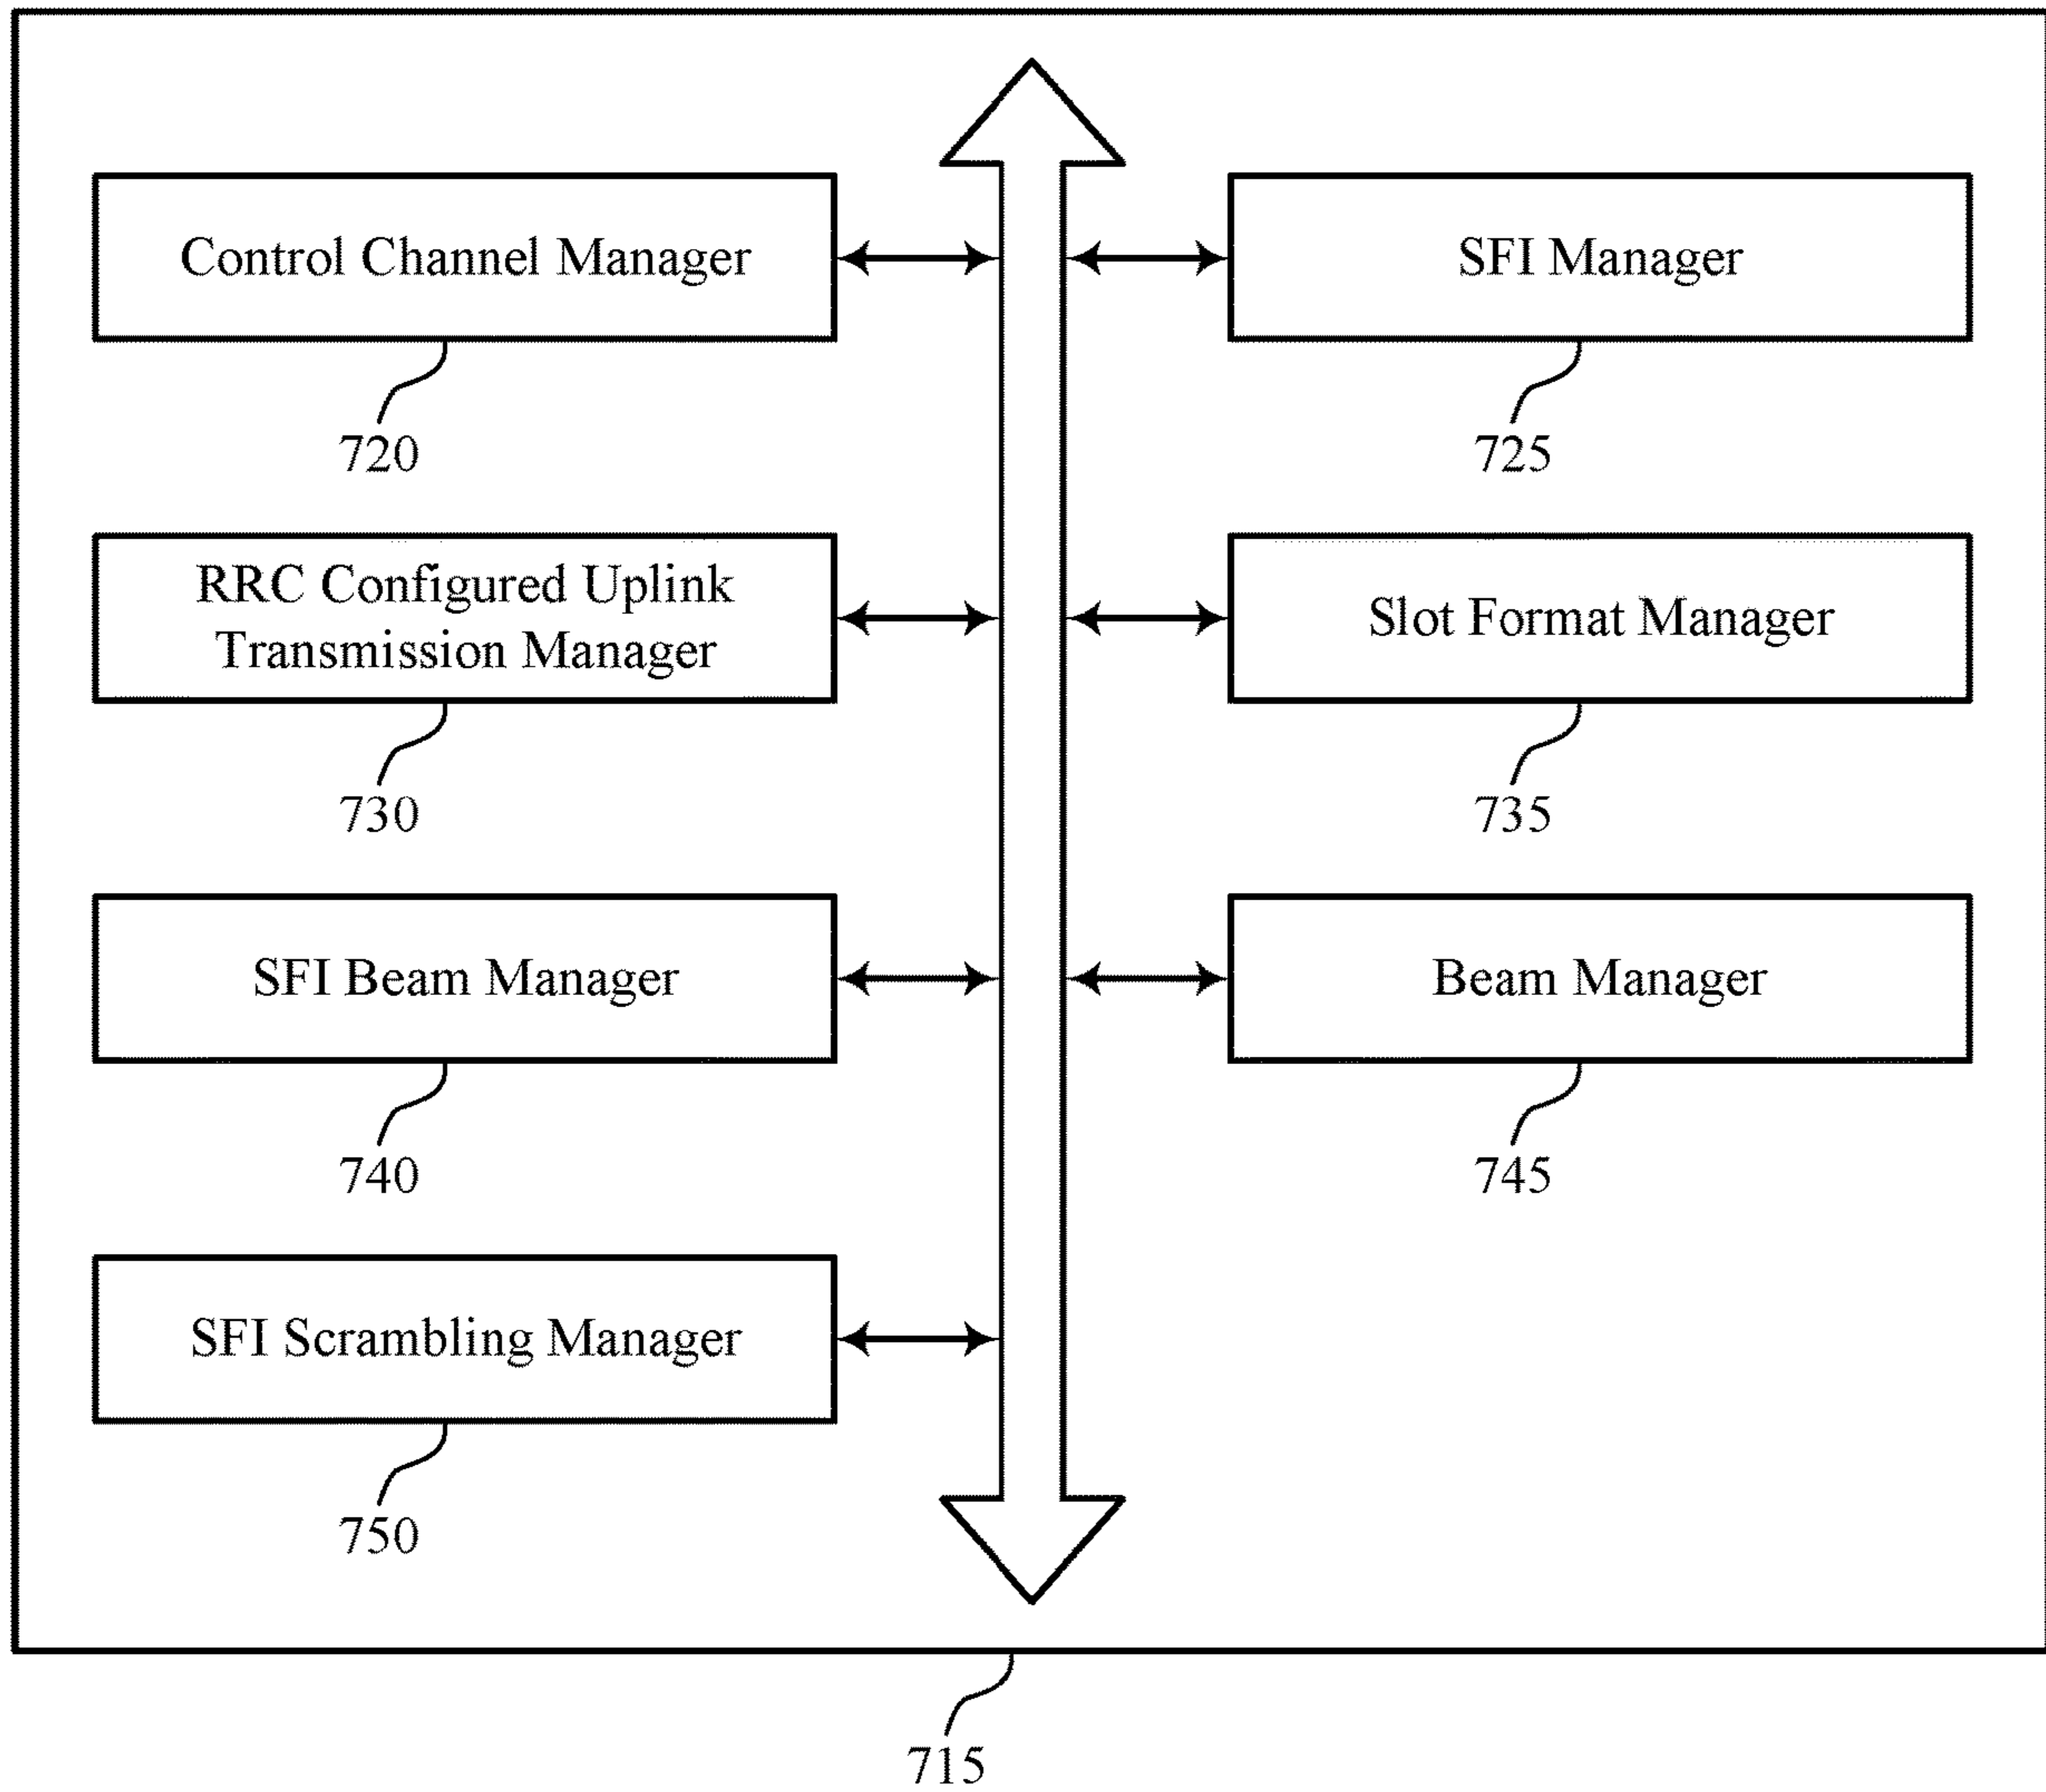 Control Channel Manager
SFI Manager
720
725
RRC Configured Uplink
Transmission Manager
Slot Format Manager
730
735
SFI Beam Manager
Beam Manager
740
745
SFI Scrambling Manager
750
715